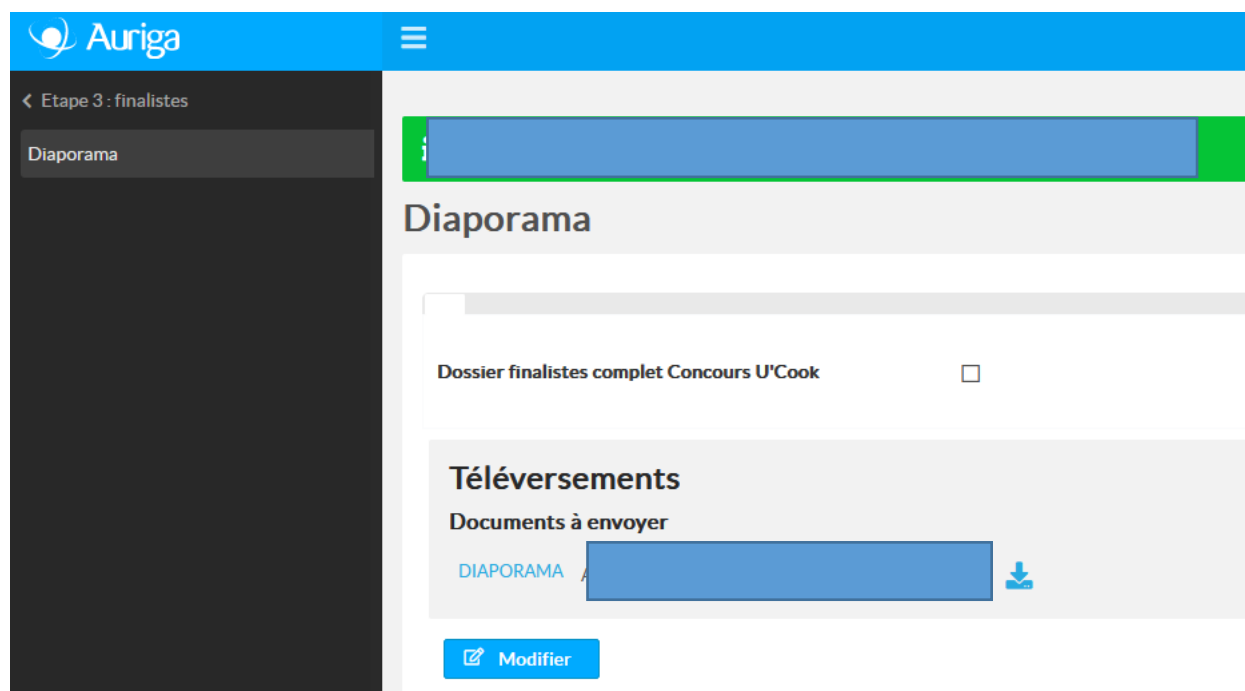 Auriga
Etape 3 : finalistes
Diaporama
Diaporama
Dossier finalistes complet Concours U'Cook
Téléversements
Documents à envoyer
DIAPORAMA
Modifier